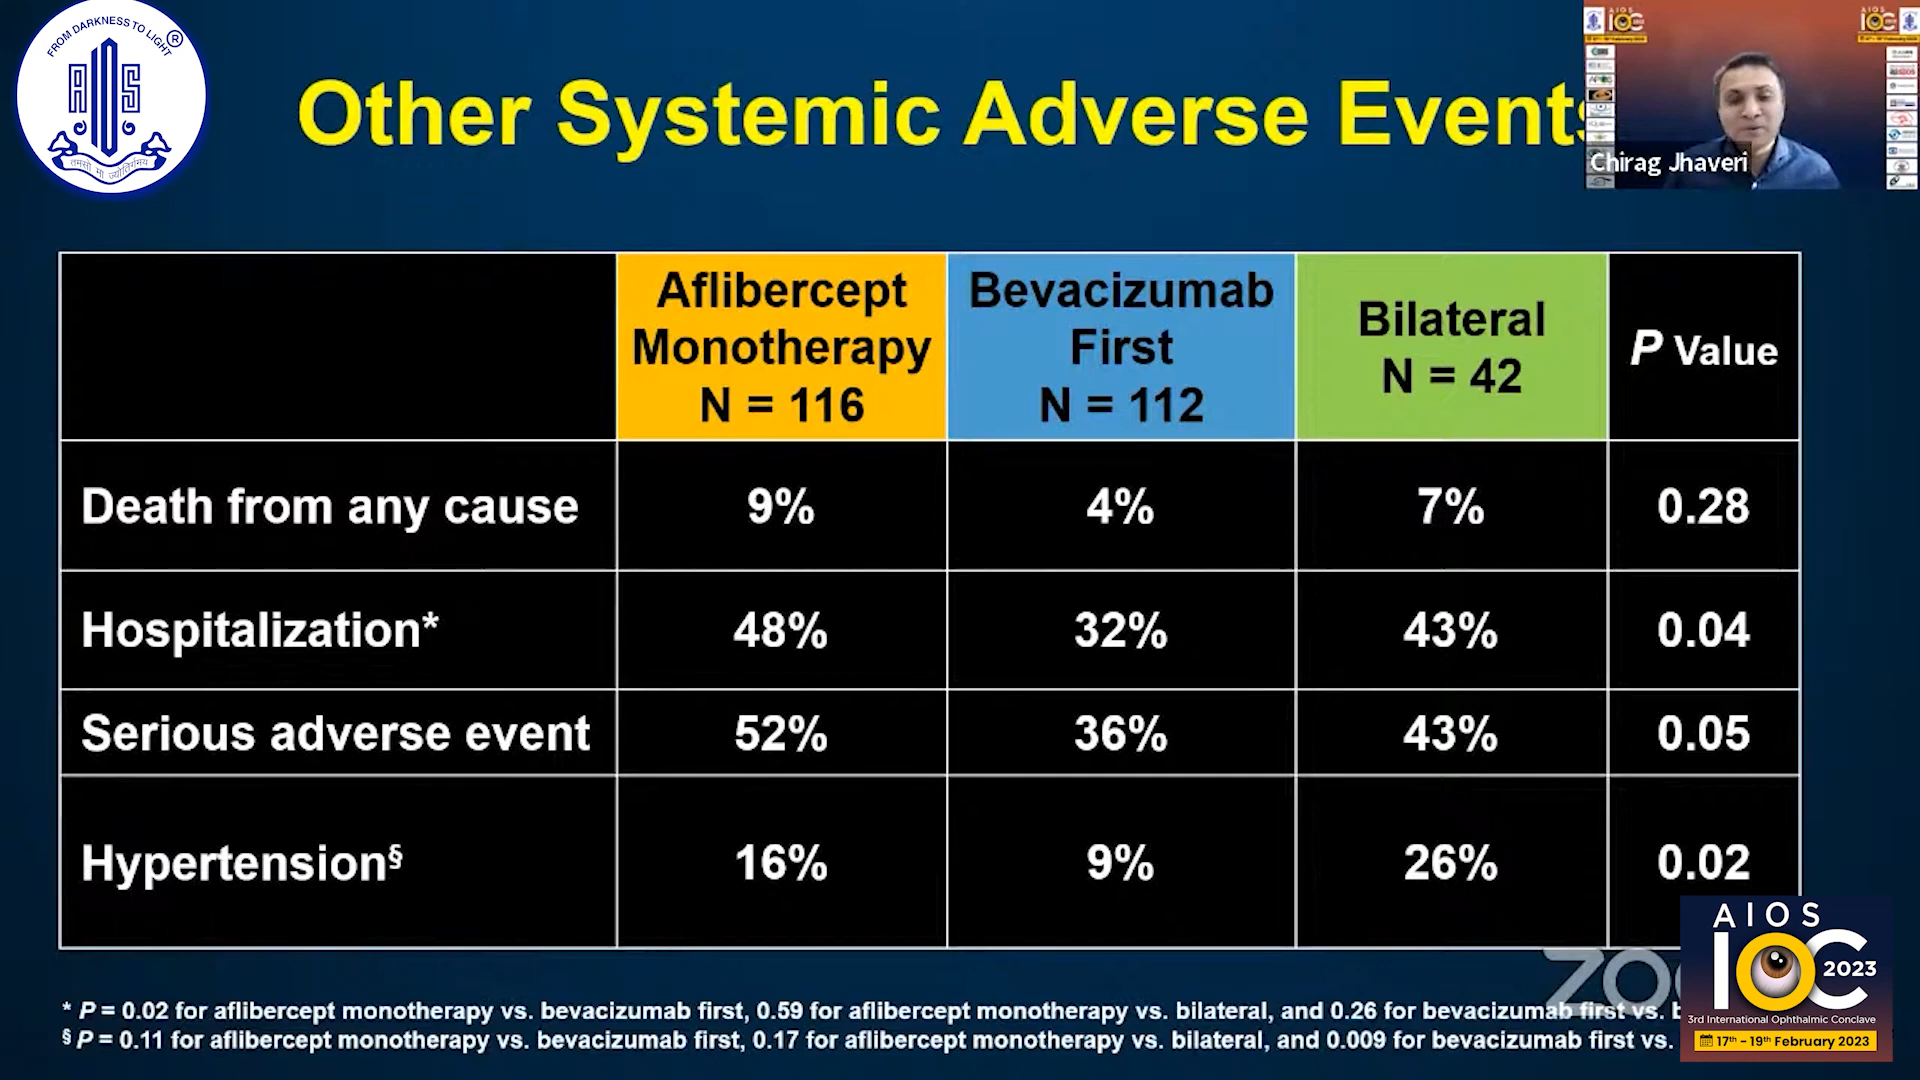 FROM DARKNESS TO LIGHT ®
AIOS
तमसो मा ज्योतिर्गमय
Other Systemic Adverse Events
AIOS
IOC
Chirag Jhaveri
Aflibercept Monotherapy N = 116
Bevacizumab First N = 112
Bilateral N = 42
P Value
Death from any cause 9% 4% 7% 0.28
Hospitalization* 48% 32% 43% 0.04
Serious adverse event 52% 36% 43% 0.05
Hypertension§ 16% 9% 26% 0.02
* P = 0.02 for aflibercept monotherapy vs. bevacizumab first, 0.59 for aflibercept monotherapy vs. bilateral, and 0.26 for bevacizumab first vs.
§ P = 0.11 for aflibercept monotherapy vs. bevacizumab first, 0.17 for aflibercept monotherapy vs. bilateral, and 0.009 for bevacizumab first vs.
AIOS
IOC 2023
3rd International Ophthalmic Conclave
17th - 19th February 2023